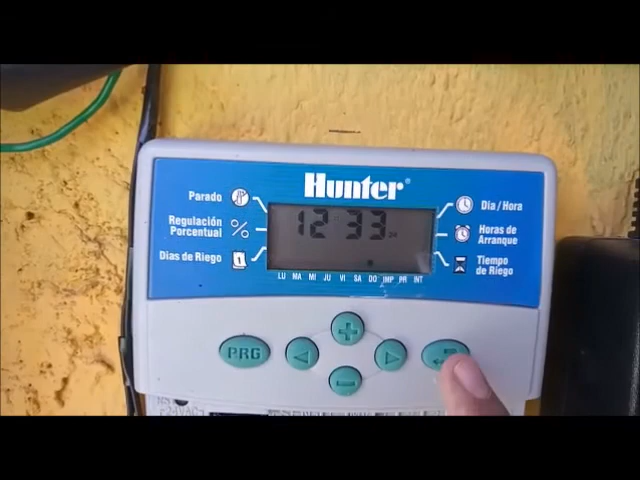 Hunter®
Parado
Día / Hora
Regulación
Porcentual
Horas de
Arranque
Dias de Riego
Tiempo
de Riego
12 33
LU MA MI JU VI SA DO IMP PR INT
PRG
24VAC